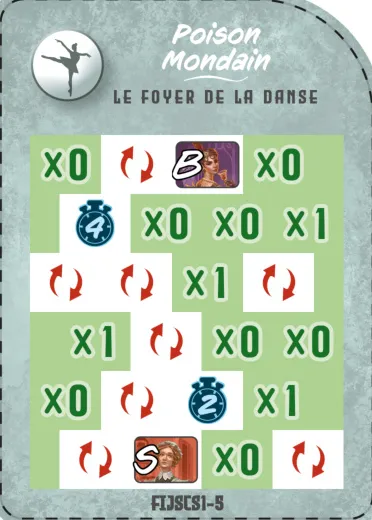 Poison
Mondain
LE FOYER DE LA DANSE
X0 B X0
4 X0 X0 X1
X1
X1 X0 X0
X0 2 X1
S X0
FIJSCS1-5